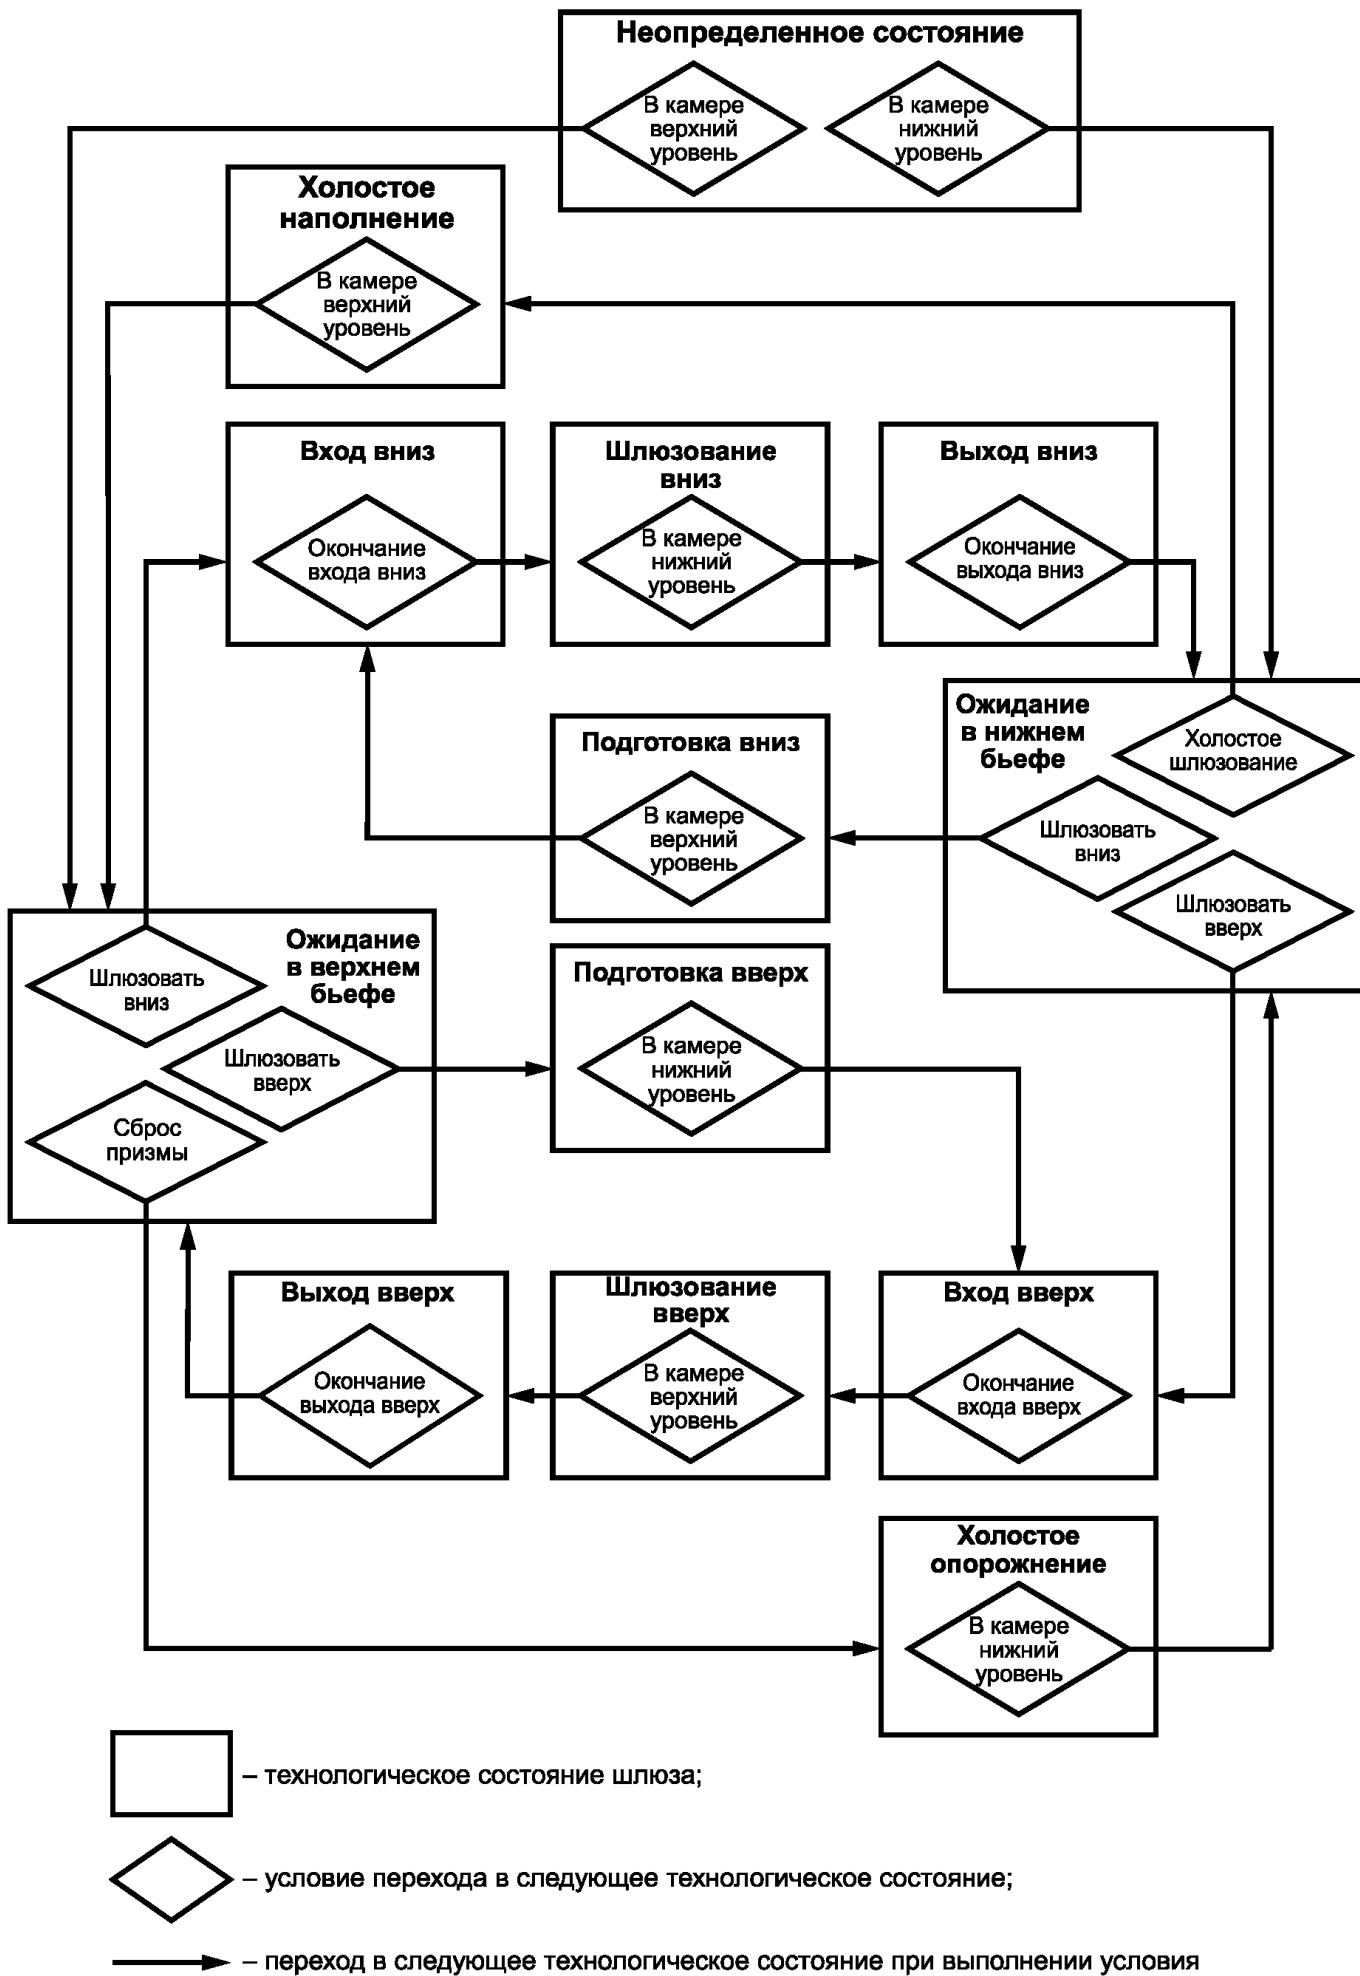 Неопределенное состояние
В камере
верхний
уровень
В камере
нижний
уровень
Холостое
наполнение
В камере
верхний
уровень
Вход вниз
Окончание
входа вниз
Шлюзование
вниз
В камере
нижний
уровень
Выход вниз
Окончание
выхода вниз
Ожидание
в нижнем
бьефе
Холостое
шлюзование
Шлюзовать
вниз
Шлюзовать
вверх
Подготовка вниз
В камере
верхний
уровень
Ожидание
в верхнем
бьефе
Шлюзовать
вниз
Шлюзовать
вверх
Сброс
призмы
Подготовка вверх
В камере
нижний
уровень
Выход вверх
Окончание
выхода вверх
Шлюзование
вверх
В камере
верхний
уровень
Вход вверх
Окончание
входа вверх
Холостое
опорожнение
В камере
нижний
уровень
– технологическое состояние шлюза;
– условие перехода в следующее технологическое состояние;
– переход в следующее технологическое состояние при выполнении условия